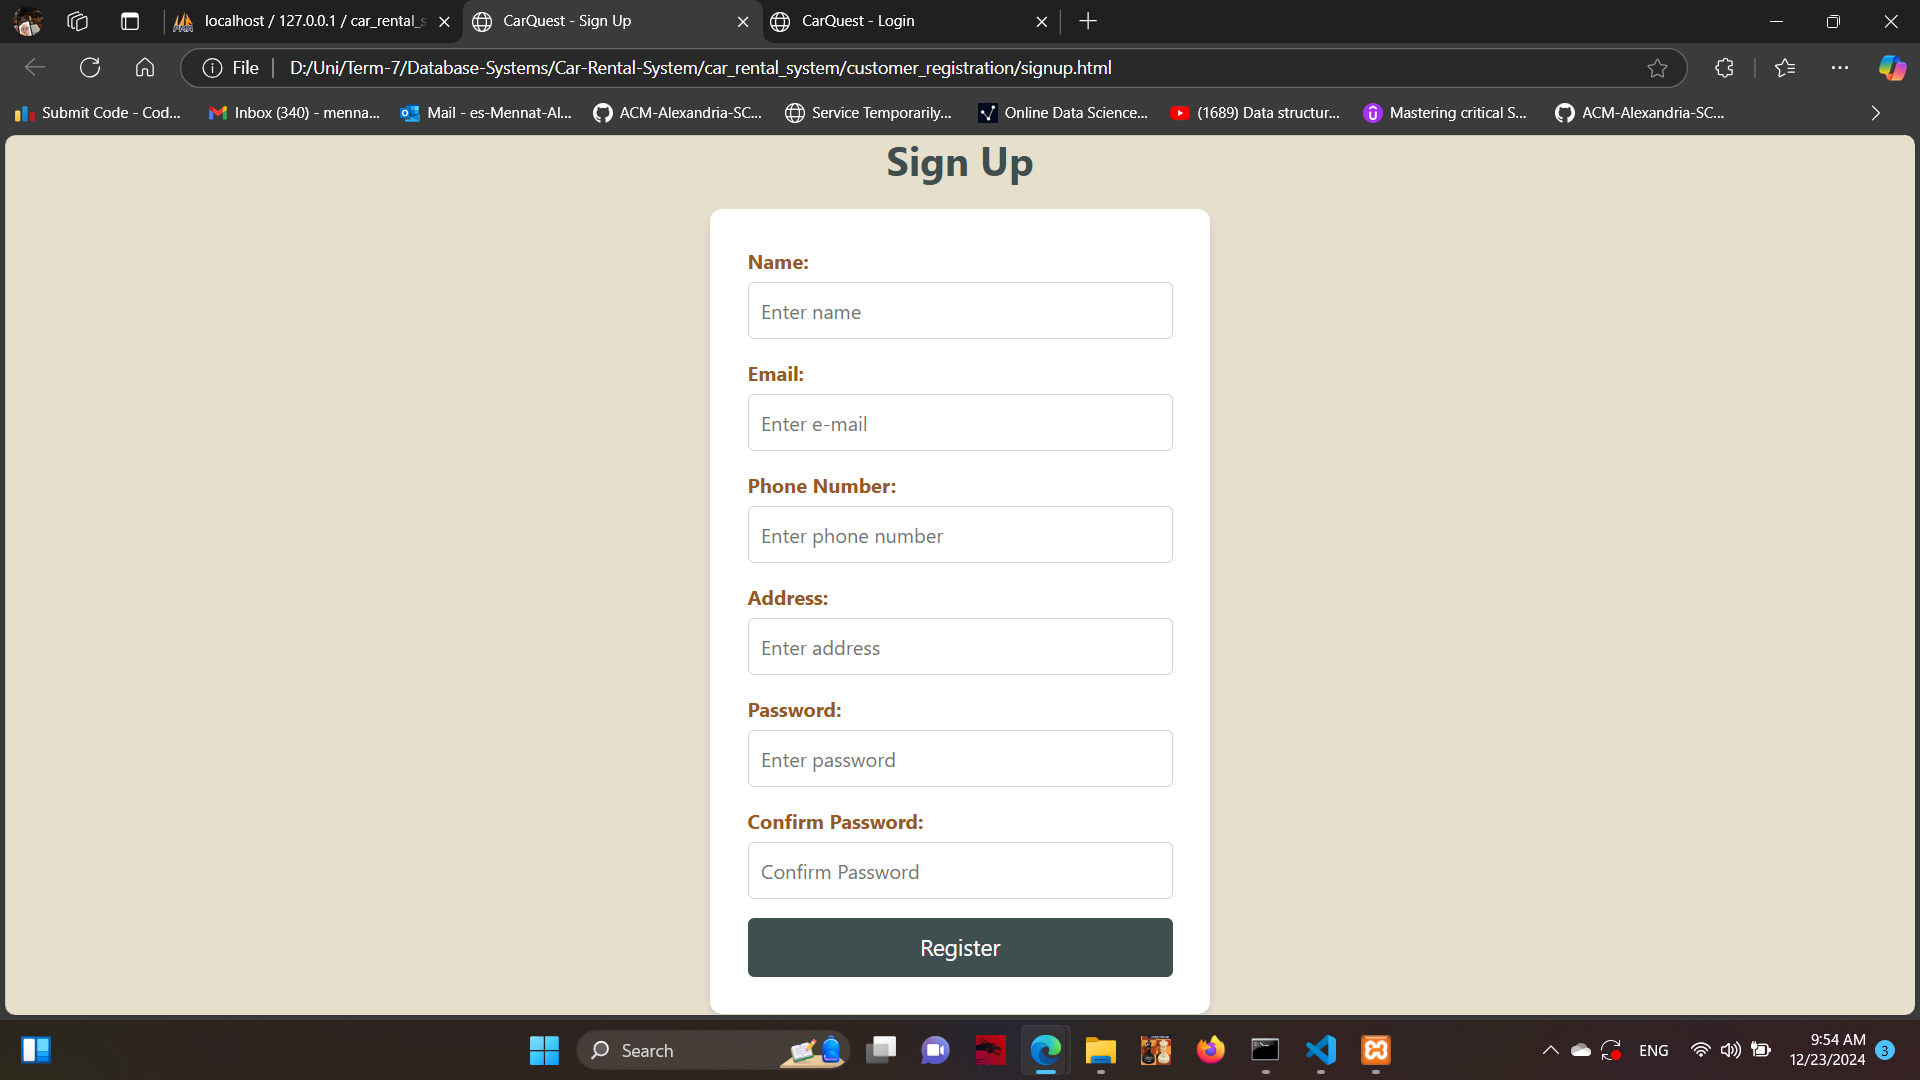 localhost / 127.0.0.1 / car_rental_s
CarQuest - Sign Up
CarQuest - Login
File
D:/Uni/Term-7/Database-Systems/Car-Rental-System/car_rental_system/customer_registration/signup.html
Submit Code - Cod...
Inbox (340) - menna...
Mail - es-Mennat-Al...
ACM-Alexandria-SC...
Service Temporarily...
Online Data Science...
(1689) Data structur...
Mastering critical S...
ACM-Alexandria-SC...
Sign Up
Name:
Enter name
Email:
Enter e-mail
Phone Number:
Enter phone number
Address:
Enter address
Password:
Enter password
Confirm Password:
Confirm Password
Register
Search
ENG
9:54 AM
12/23/2024
3